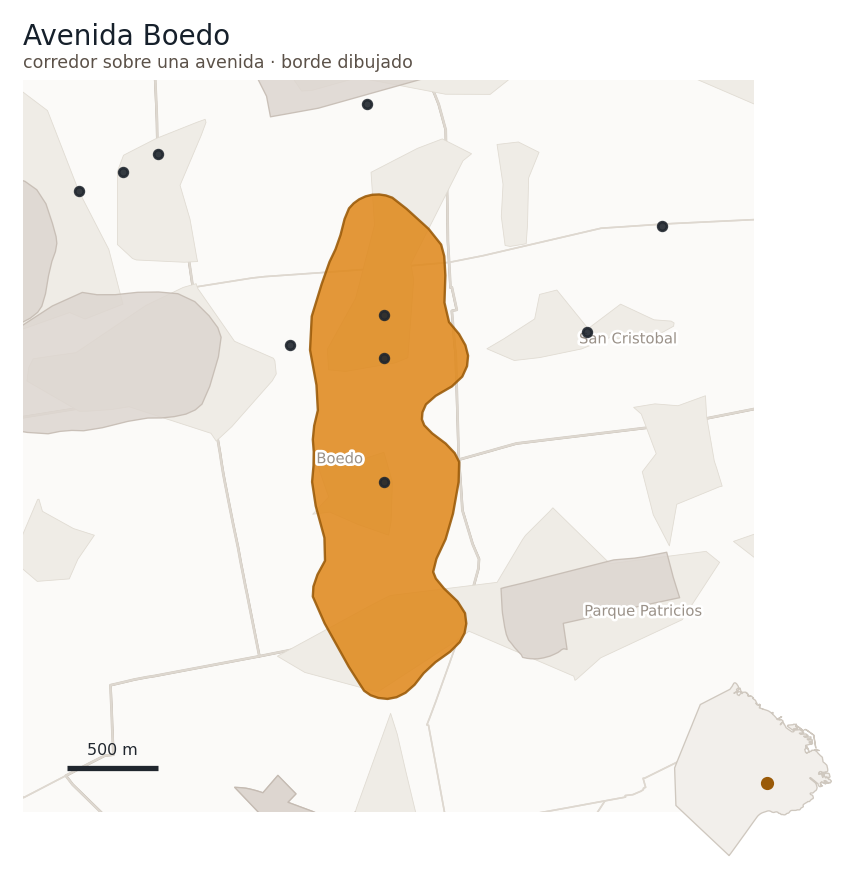 Avenida Boedo
corredor sobre una avenida · borde dibujado
San Cristobal
Boedo
Parque Patricios
500 m